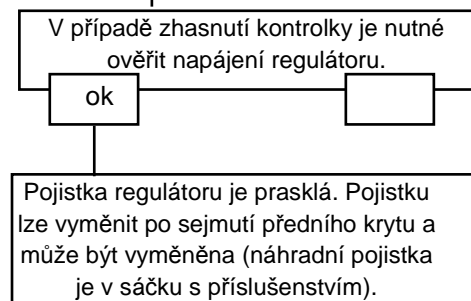 V případě zhasnutí kontrolky je nutné
ověřit napájení regulátoru.
ok
Pojistka regulátoru je prasklá. Pojistku
lze vyměnit po sejmutí předního krytu a
může být vyměněna (náhradní pojistka
je v sáčku s příslušenstvím).